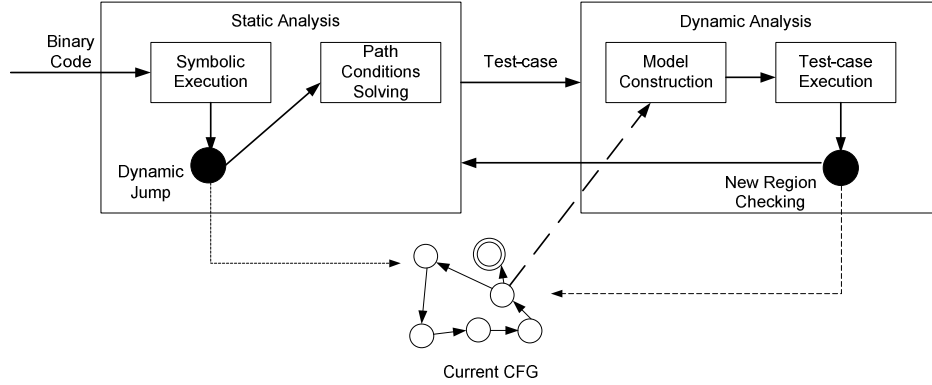 Static Analysis
Dynamic Analysis
Binary
Code
Symbolic
Execution
Path
Conditions
Solving
Test-case
Model
Construction
Test-case
Execution
Dynamic
Jump
New Region
Checking
Current CFG